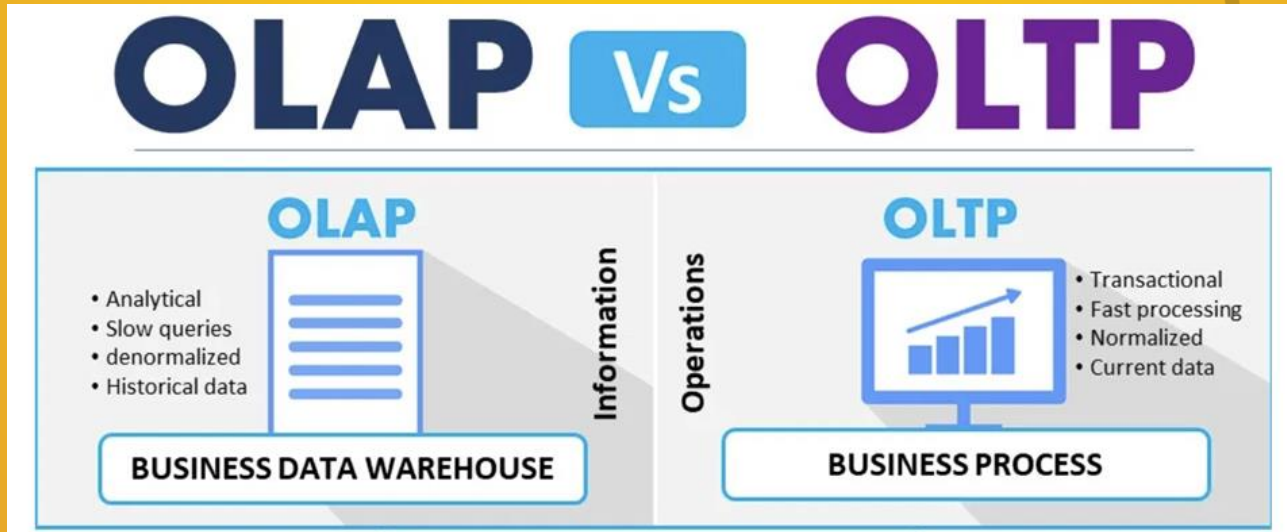 OLAP Vs OLTP
OLAP
• Analytical
• Slow queries
• denormalized
• Historical data
Information
BUSINESS DATA WAREHOUSE
Operations
OLTP
• Transactional
• Fast processing
• Normalized
• Current data
BUSINESS PROCESS